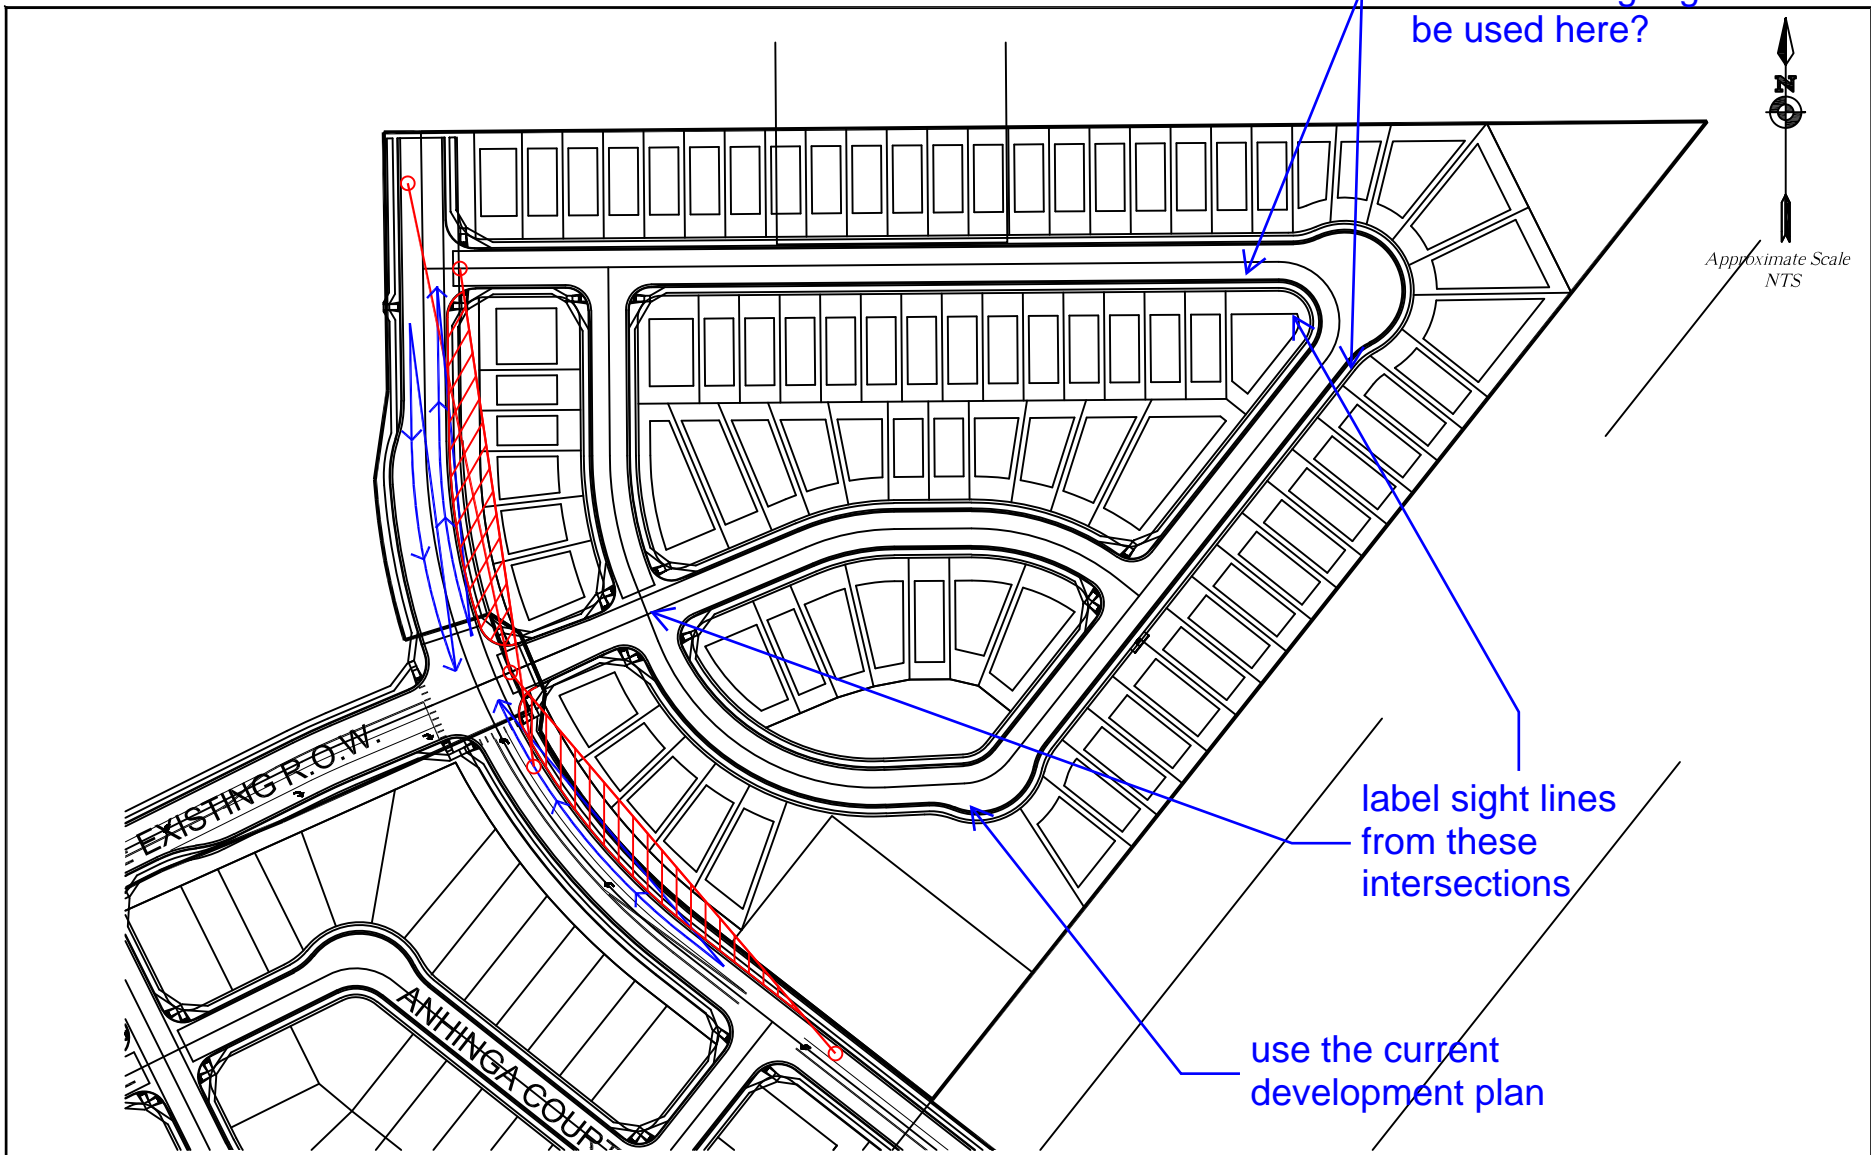 be used here?
N
Approximate Scale
NTS
EXISTING R.O.W.
label sight lines
from these
intersections
ANHINGA COURT
use the current
development plan